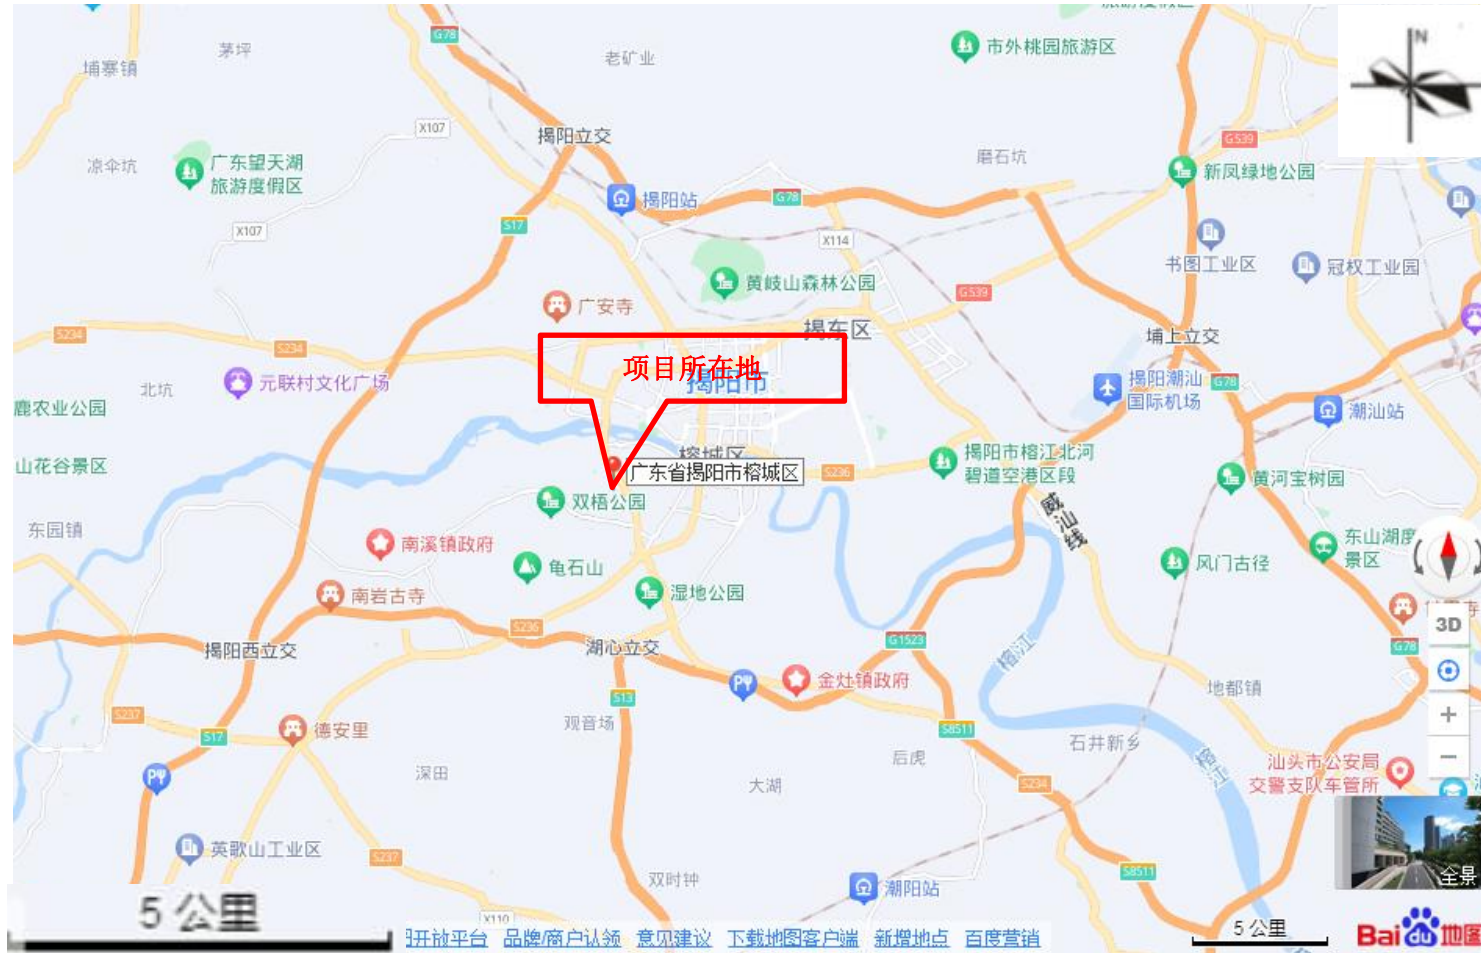 G78
茅坪
老矿业
市外桃园旅游区
N
埔寨镇
X107
揭阳立交
G539
凉伞坑
广东望天湖
旅游度假区
磨石坑
新凤绿地公园
揭阳站
G78
S17
X107
X114
书图工业区
冠权工业园
黄岐山森林公园
G539
广安寺
揭东区
S234
S234
埔上立交
项目所在地
揭阳市
元联村文化广场
北坑
揭阳潮汕
国际机场
G78
潮汕站
鹿农业公园
山花谷景区
榕城区
广东省揭阳市榕城区
S236
揭阳市榕江北河
碧道空港区段
黄河宝树园
双梧公园
威汕线
东园镇
南溪镇政府
东山湖度
景区
龟石山
风门古径
南岩古寺
湿地公园
3D
S236
揭阳西立交
湖心立交
G1523
榕江
G78
金灶镇政府
地都镇
S13
S237
观音场
S17
德安里
S8511
石井新乡
后虎
榕江
汕头市公安局
交警支队车管所
深田
大湖
S234
英歌山工业区
S237
双时钟
潮阳站
S8511
全景
5 公里
X110
开放平台 品牌/商户认领 意见建议 下载地图客户端 新增地点 百度营销
5 公里
Bai du 地图